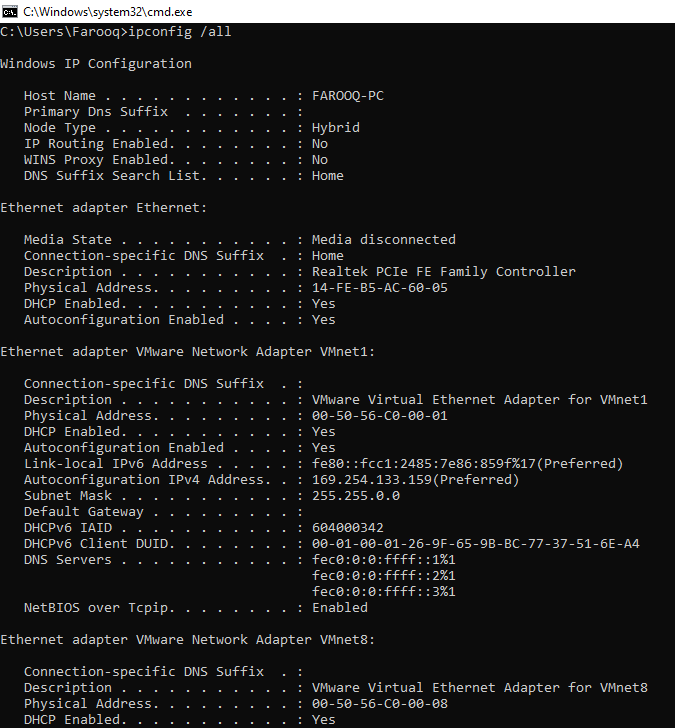 C:\Windows\system32\cmd.exe
C:\Users\Farooq>ipconfig /all
Windows IP Configuration
Host Name . . . . . . . . . . . . : FAROOQ-PC
Primary Dns Suffix  . . . . . . . :
Node Type . . . . . . . . . . . . : Hybrid
IP Routing Enabled. . . . . . . . : No
WINS Proxy Enabled. . . . . . . . : No
DNS Suffix Search List. . . . . . : Home
Ethernet adapter Ethernet:
Media State . . . . . . . . . . . : Media disconnected
Connection-specific DNS Suffix  . : Home
Description . . . . . . . . . . . : Realtek PCIe FE Family Controller
Physical Address. . . . . . . . . : 14-FE-B5-AC-60-05
DHCP Enabled. . . . . . . . . . . : Yes
Autoconfiguration Enabled . . . . : Yes
Ethernet adapter VMware Network Adapter VMnet1:
Connection-specific DNS Suffix  . :
Description . . . . . . . . . . . : VMware Virtual Ethernet Adapter for VMnet1
Physical Address. . . . . . . . . : 00-50-56-C0-00-01
DHCP Enabled. . . . . . . . . . . : Yes
Autoconfiguration Enabled . . . . : Yes
Link-local IPv6 Address . . . . . : fe80::fcc1:2485:7e86:859f%17(Preferred)
Autoconfiguration IPv4 Address. . : 169.254.133.159(Preferred)
Subnet Mask . . . . . . . . . . . : 255.255.0.0
Default Gateway . . . . . . . . . :
DHCPv6 IAID . . . . . . . . . . . : 604000342
DHCPv6 Client DUID. . . . . . . . : 00-01-00-01-26-9F-65-9B-BC-77-37-51-6E-A4
DNS Servers . . . . . . . . . . . : fec0:0:0:ffff::1%1
fec0:0:0:ffff::2%1
fec0:0:0:ffff::3%1
NetBIOS over Tcpip. . . . . . . . : Enabled
Ethernet adapter VMware Network Adapter VMnet8:
Connection-specific DNS Suffix  . :
Description . . . . . . . . . . . : VMware Virtual Ethernet Adapter for VMnet8
Physical Address. . . . . . . . . : 00-50-56-C0-00-08
DHCP Enabled. . . . . . . . . . . : Yes